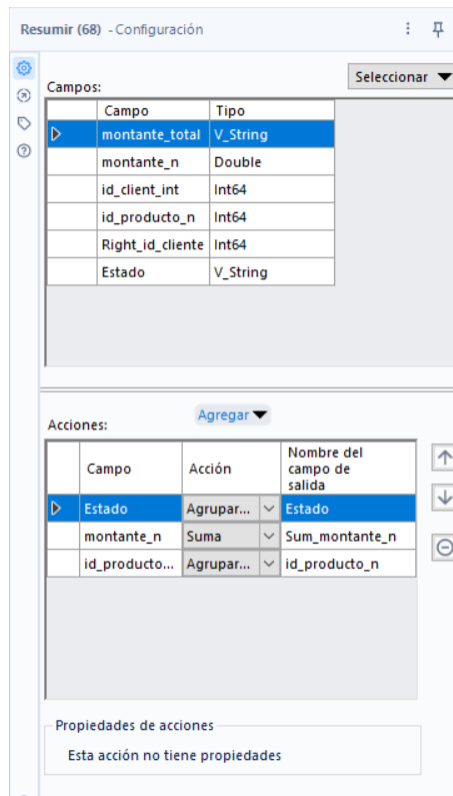 Resumir (68) - Configuración
Seleccionar
Campos:
Campo Tipo
montante_total V_String
montante_n Double
id_client_int Int64
id_producto_n Int64
Right_id_cliente Int64
Estado V_String
Agregar
Acciones:
Campo Acción Nombre del campo de salida
Estado Agrupar... Estado
montante_n Suma Sum_montante_n
id_producto... Agrupar... id_producto_n
Propiedades de acciones
Esta acción no tiene propiedades